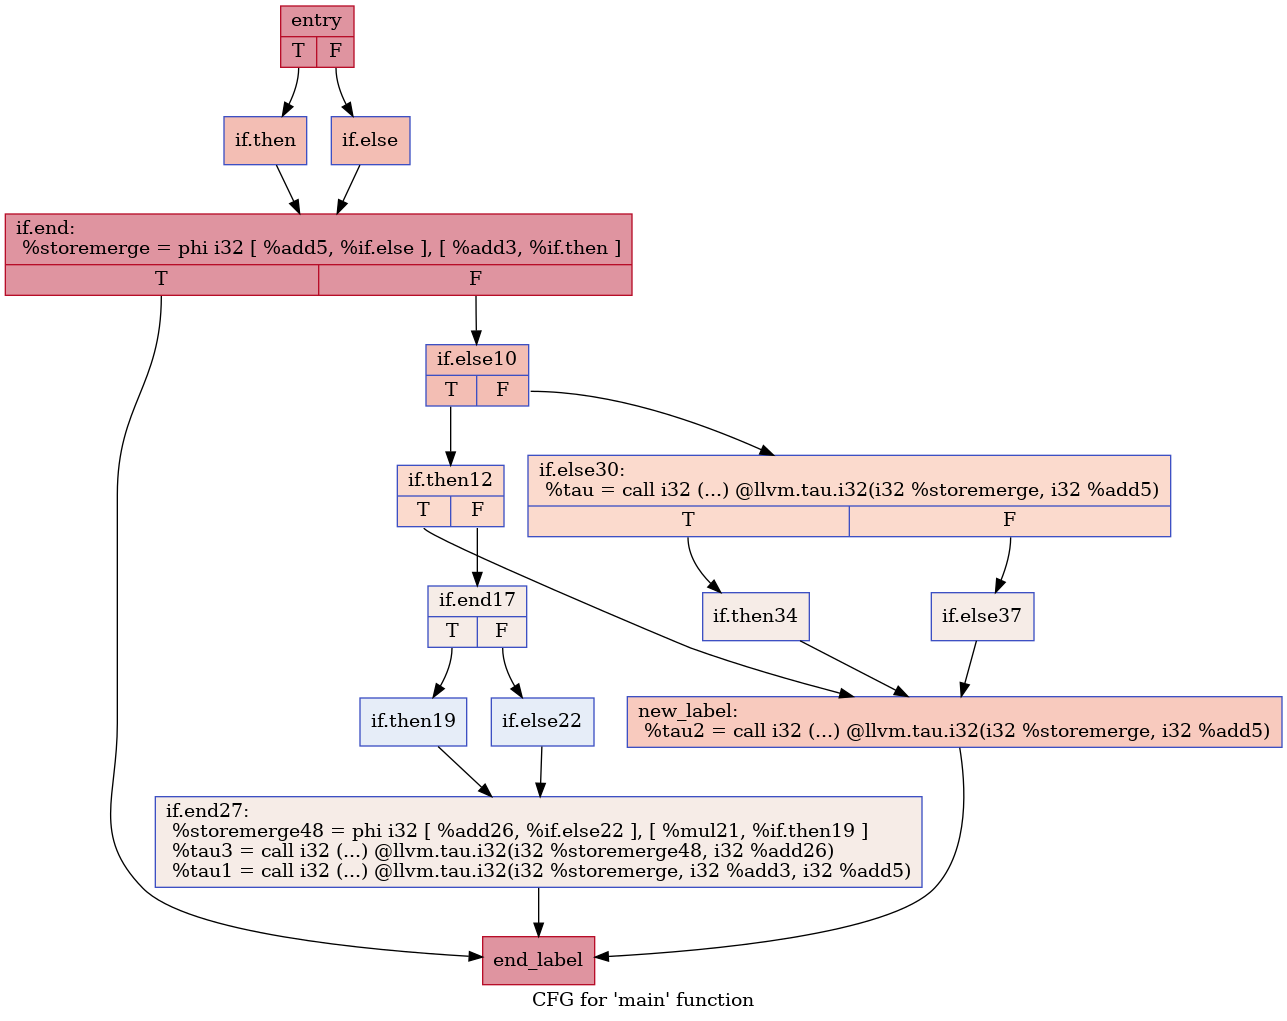 entry
T F
if.then
if.else
if.end:
%storemerge = phi i32 [ %add5, %if.else ], [ %add3, %if.then ]
T F
if.else10
T F
if.then12
T F
if.else30:
%tau = call i32 (...) @llvm.tau.i32(i32 %storemerge, i32 %add5)
T F
if.end17
T F
if.then34
if.else37
if.then19
if.else22
new_label:
%tau2 = call i32 (...) @llvm.tau.i32(i32 %storemerge, i32 %add5)
if.end27:
%storemerge48 = phi i32 [ %add26, %if.else22 ], [ %mul21, %if.then19 ]
%tau3 = call i32 (...) @llvm.tau.i32(i32 %storemerge48, i32 %add26)
%tau1 = call i32 (...) @llvm.tau.i32(i32 %storemerge, i32 %add3, i32 %add5)
end_label
CFG for 'main' function